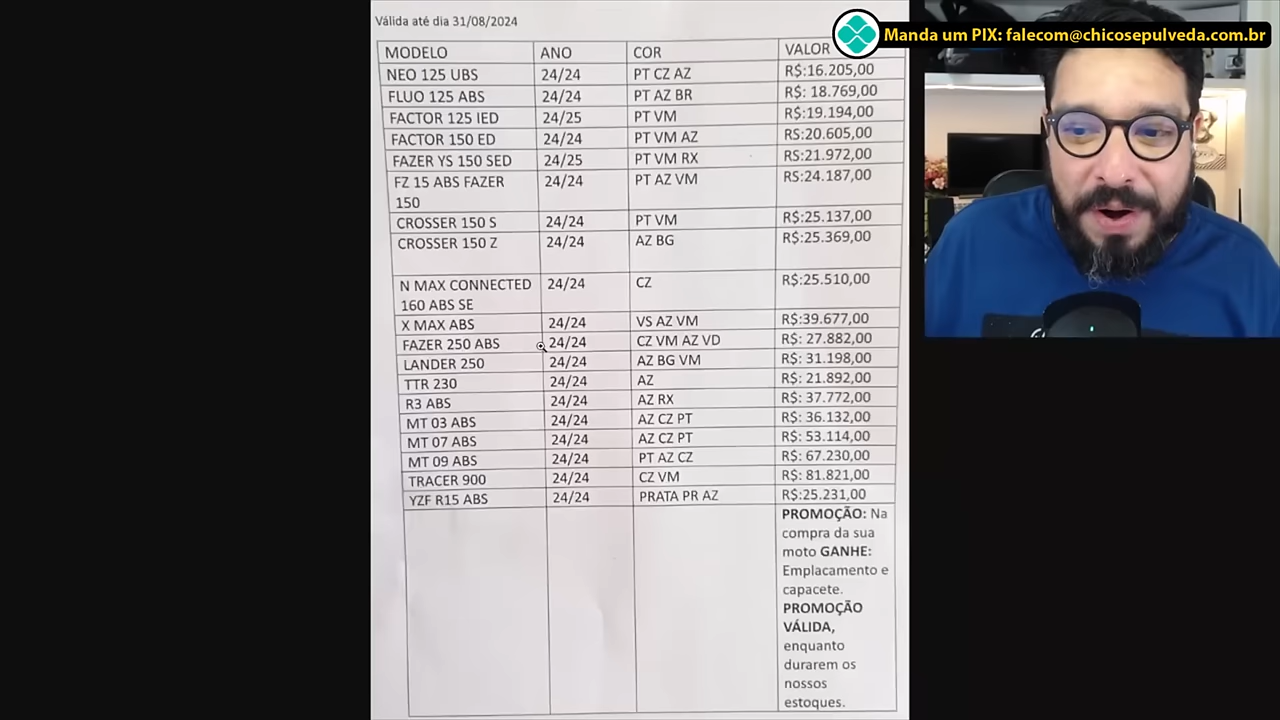 Válida até dia 31/08/2024
Manda um PIX: falecom@chicosepulveda.com.br
MODELO ANO COR VALOR
NEO 125 UBS 24/24 PT CZ AZ R$:16.205,00
FLUO 125 ABS 24/24 PT AZ BR R$: 18.769,00
FACTOR 125 IED 24/25 PT VM R$:19.194,00
FACTOR 150 ED 24/24 PT VM AZ RS:20.605,00
FAZER YS 150 SED 24/25 PT VM RX RS:21.972,00
FZ 15 ABS FAZER 24/24 PT AZ VM RS:24.187,00
150
CROSSER 150 S 24/24 PT VM R$:25.137,00
CROSSER 150 Z 24/24 AZ BG R$:25.369,00
N MAX CONNECTED 24/24 CZ R$:25.510,00
160 ABS SE
X MAX ABS 24/24 VS AZ VM R$:39.677,00
FAZER 250 ABS 24/24 CZ VM AZ VD R$: 27.882,00
LANDER 250 24/24 AZ BG VM R$: 31.198,00
TTR 230 24/24 AZ R$: 21.892,00
R3 ABS 24/24 AZ RX R$: 37.772,00
MT 03 ABS 24/24 AZ CZ PT R$: 36.132,00
MT 07 ABS 24/24 AZ CZ PT R$: 53.114,00
MT 09 ABS 24/24 PT AZ CZ R$: 67.230,00
TRACER 900 24/24 CZ VM R$: 81.821,00
YZF R15 ABS 24/24 PRATA PR AZ R$:25.231,00
PROMOÇÃO: Na
compra da sua
moto GANHE:
Emplacamento e
capacete.
PROMOÇÃO
VÁLIDA,
enquanto
durarem os
nossos
estoques.